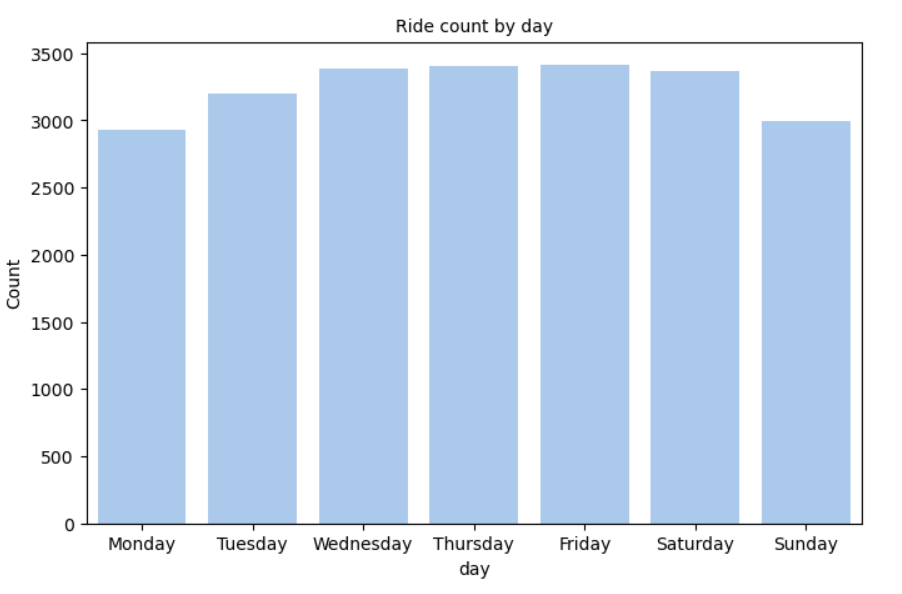 Ride count by day
Count
3500
3000
2500
2000
1500
1000
500
0
Monday Tuesday Wednesday Thursday Friday Saturday Sunday
day